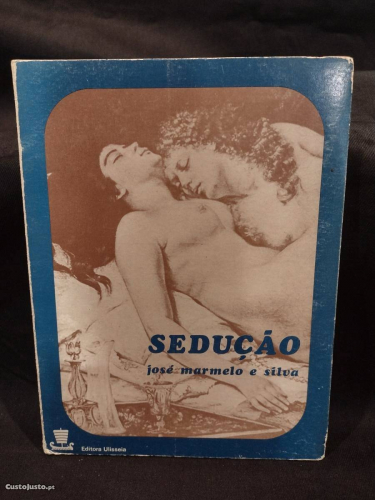 SEDUÇÃO
josé marmelo e silva
Editora Ulisseia
CustoJusto.pt